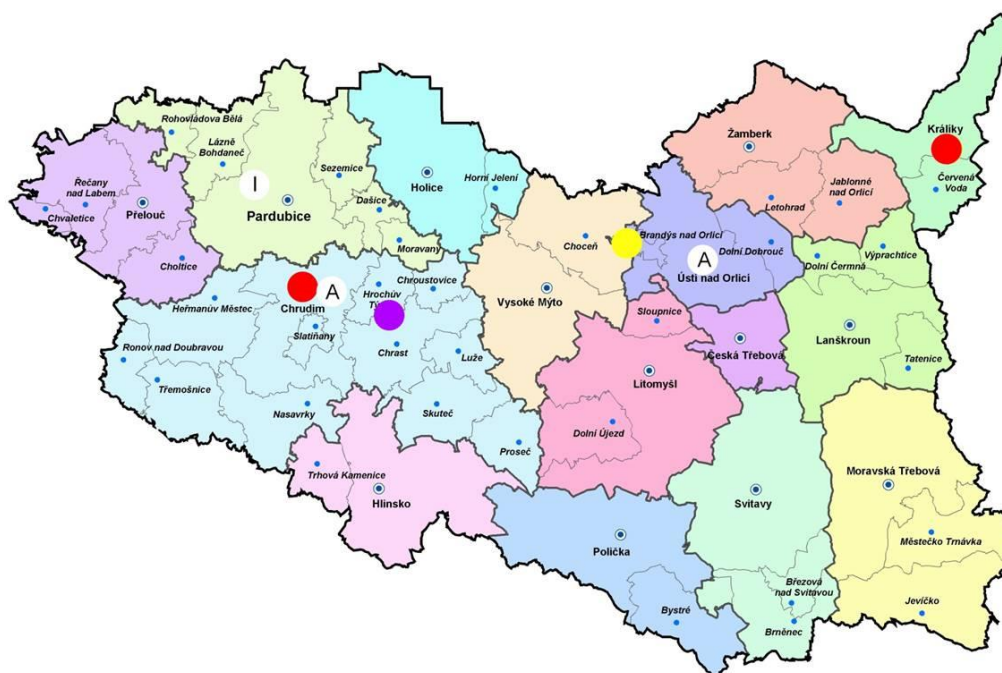 Rohovládova Bělá
Lázně
Bohdaneč
Sezemice
I
Pardubice
Dašice
Moravany
Řečany
nad Labem
Chvaletice
Přelouč
Choltice
Holice
Horní Jelení
Žamberk
Letohrad
Jablonné
nad Orlicí
Králíky
Červená
Voda
Choceň
Vysoké Mýto
Brandýs nad Orlicí
Dolní Dobrouč
A
Ústí nad Orlicí
Dolní Čermná
Výprachtice
Lanškroun
Tatenice
Heřmanův Městec
A
Chrudim
Hrochův
Chroustovice
Slatiňany
Chrast
Luže
Ronov nad Doubravou
Třemošnice
Nasavrky
Skuteč
Proseč
Trhová Kamenice
Hlinsko
Sloupnice
Česká Třebová
Litomyšl
Dolní Újezd
Svitavy
Moravská Třebová
Městečko Trnávka
Jevíčko
Polička
Bystré
Březová
nad Svitavou
Brněnec